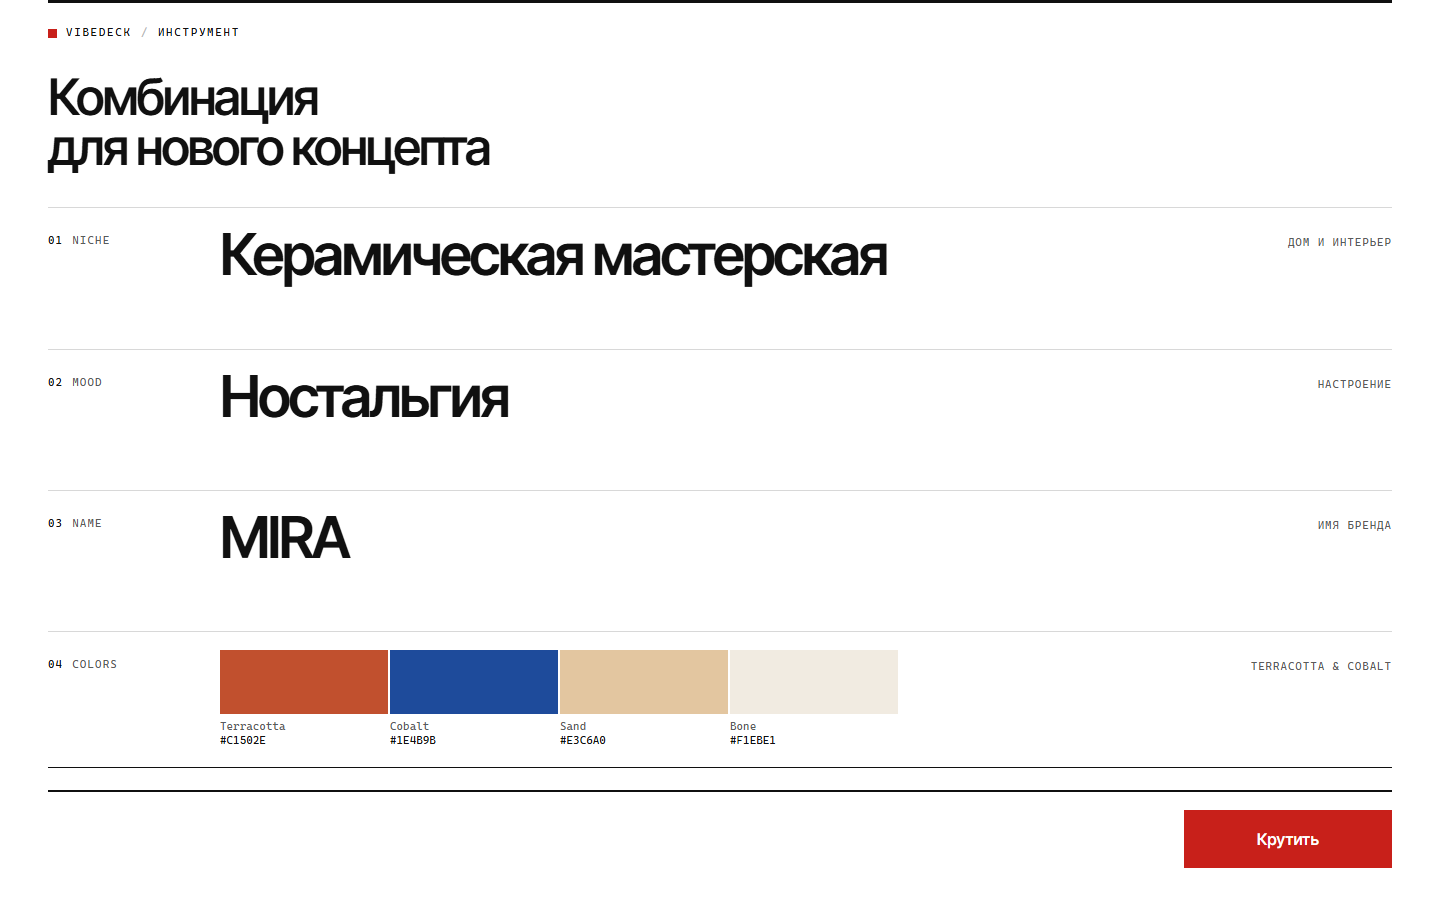 VIBEDECK / ИНСТРУМЕНТ
Комбинация
для нового концепта
01 NICHE
Керамическая мастерская
ДОМ И ИНТЕРЬЕР
02 MOOD
Ностальгия
НАСТРОЕНИЕ
03 NAME
MIRA
ИМЯ БРЕНДА
04 COLORS
TERRACOTTA & COBALT
Terracotta
#C1502E
Cobalt
#1E4B9B
Sand
#E3C6A0
Bone
#F1EBE1
Крутить